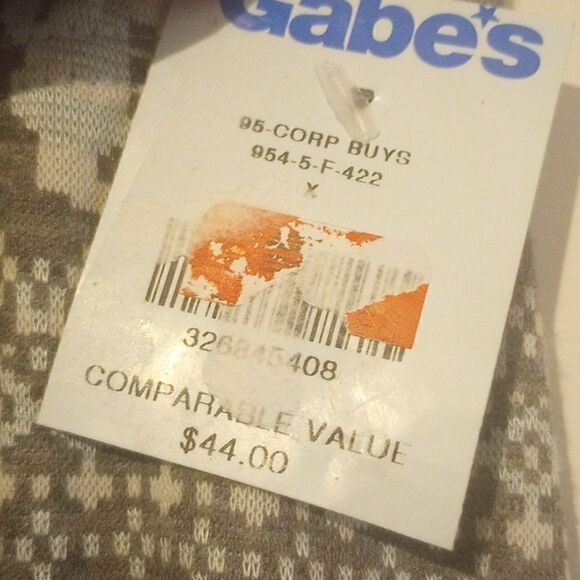 Gabe's
95-CORP BUYS
954-5-F-422
X
326845408
COMPARABLE VALUE
$44.00